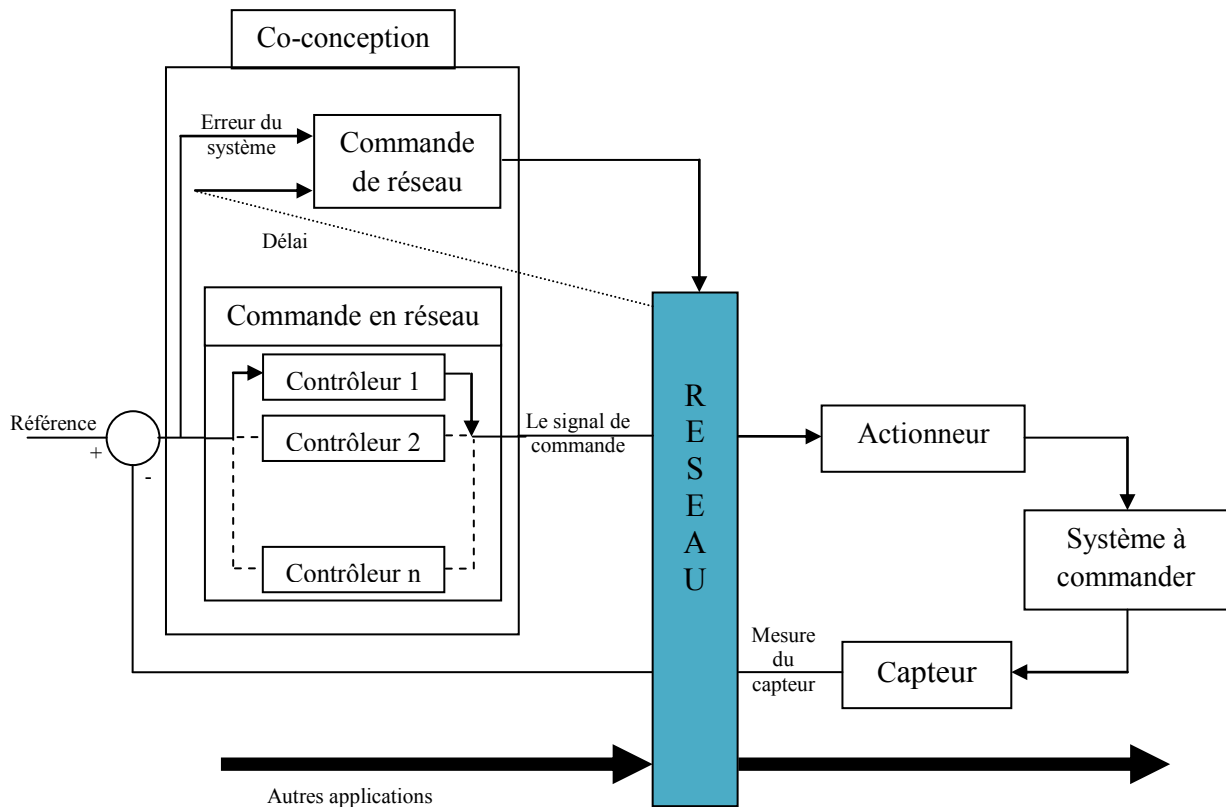 Co-conception
Erreur du
système
Commande
de réseau
Délai
Commande en réseau
Contrôleur 1
Référence
+
-
Contrôleur 2
Contrôleur n
Le signal de
commande
R
E
S
E
A
U
Actionneur
Système à
commander
Mesure
du
capteur
Capteur
Autres applications